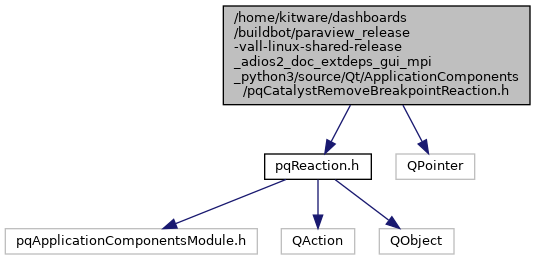 /home/kitware/dashboards
/buildbot/paraview_release
-vall-linux-shared-release
_adios2_doc_extdeps_gui_mpi
_python3/source/Qt/ApplicationComponents
/pqCatalystRemoveBreakpointReaction.h
pqReaction.h
QPointer
pqApplicationComponentsModule.h
QAction
QObject